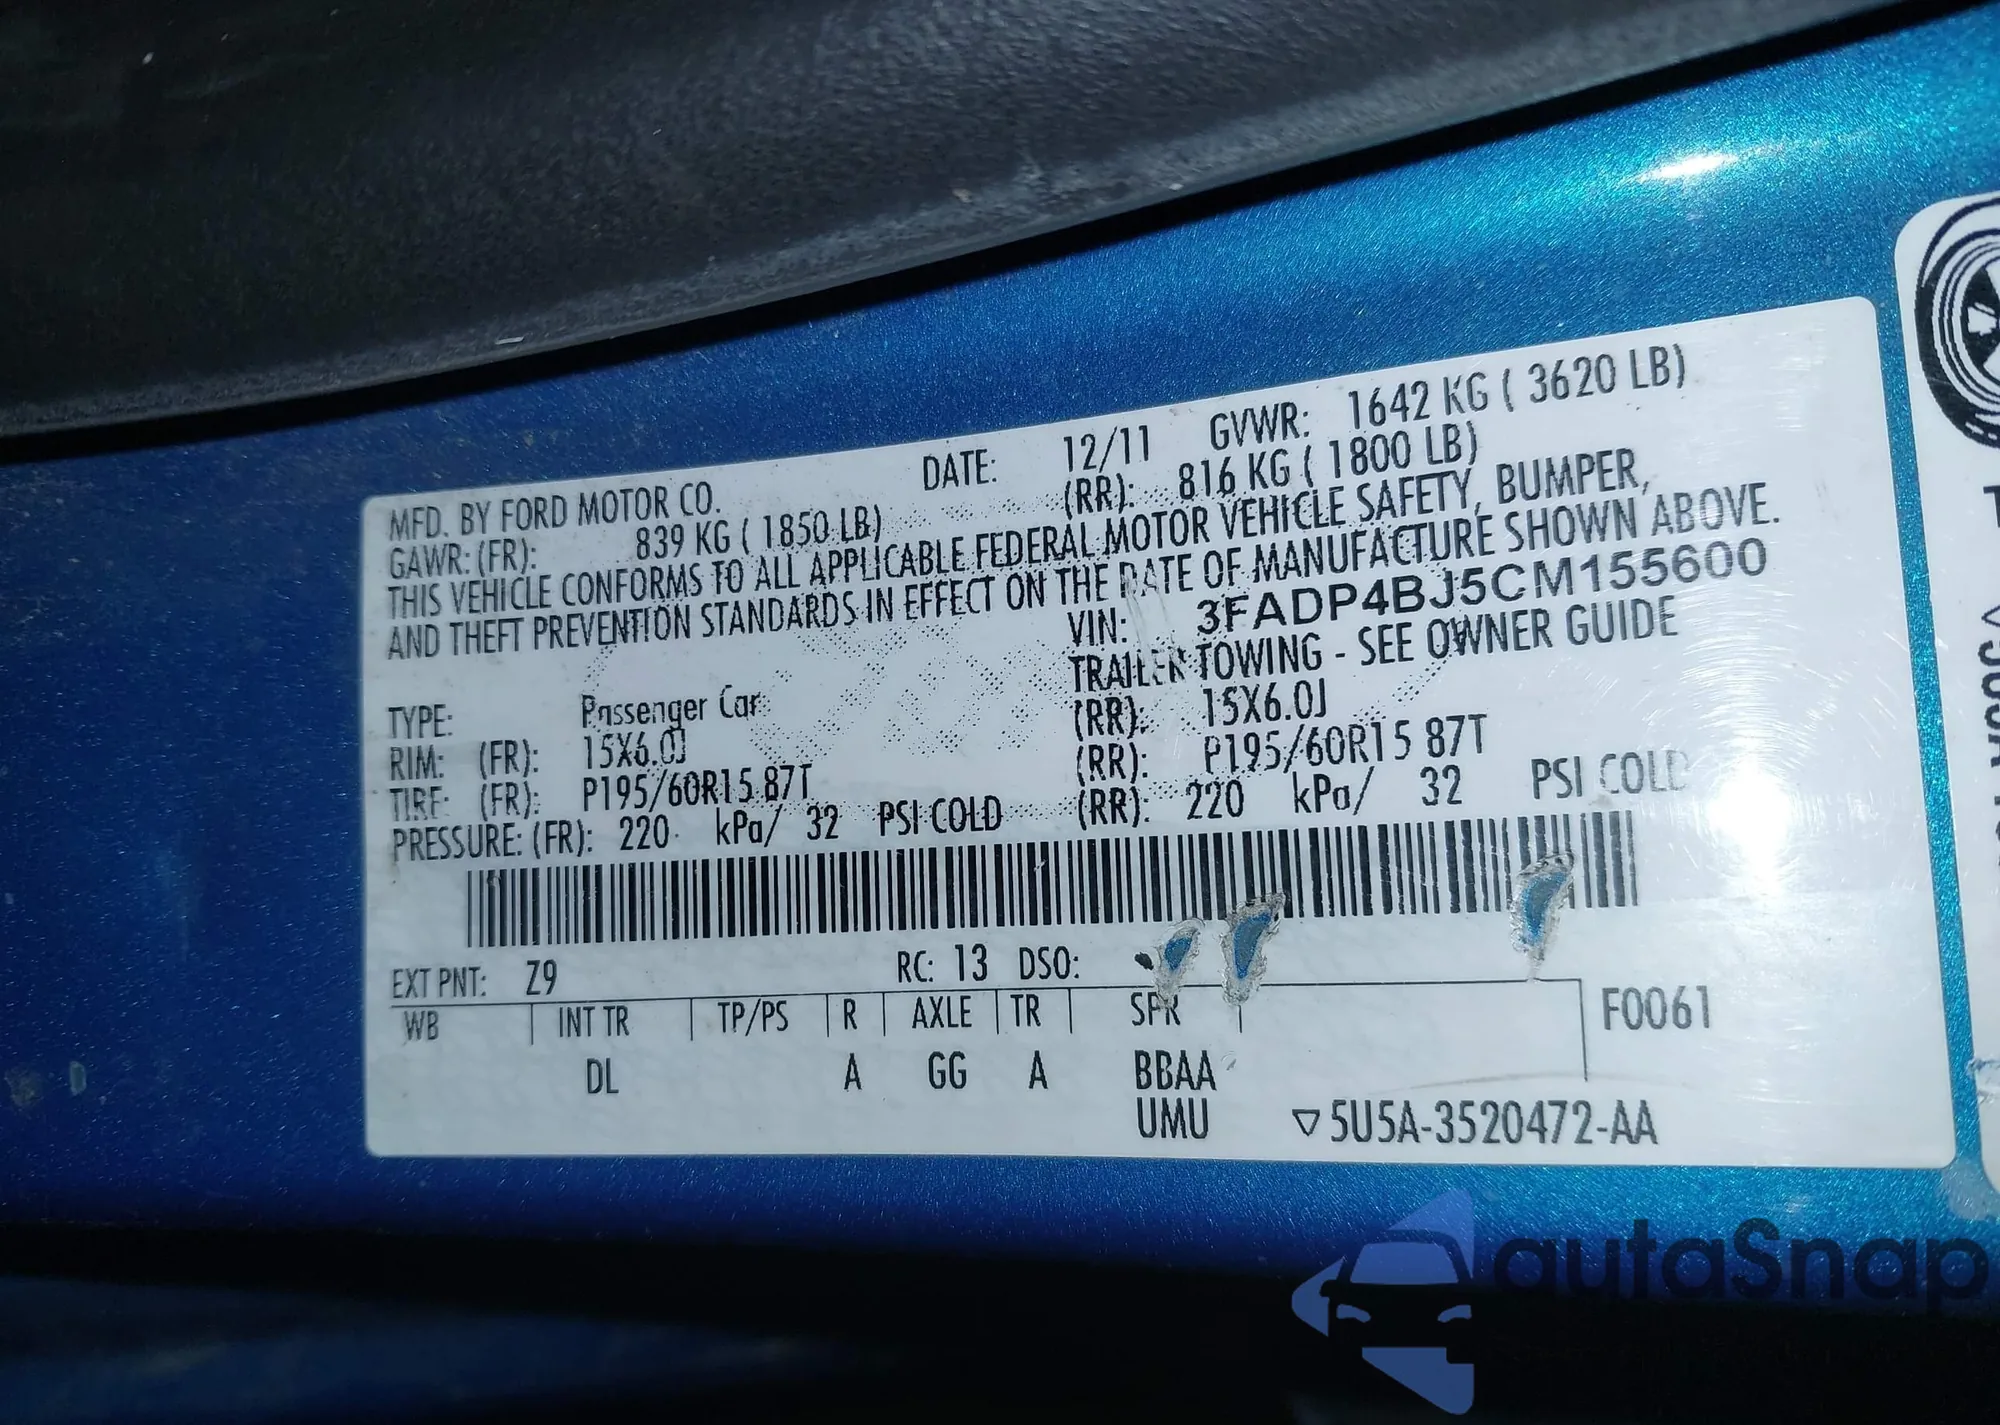 MFD. BY FORD MOTOR CO. DATE: 12/11 GVWR: 1642 KG ( 3620 LB)
GAWR: (FR): 839 KG ( 1850 LB) (RR): 816 KG ( 1800 LB)
THIS VEHICLE CONFORMS TO ALL APPLICABLE FEDERAL MOTOR VEHICLE SAFETY, BUMPER,
AND THEFT PREVENTION STANDARDS IN EFFECT ON THE DATE OF MANUFACTURE SHOWN ABOVE.
VIN: 3FADP4BJ5CM155600
TYPE: Passenger Car TRAILER TOWING - SEE OWNER GUIDE
RIM: (FR): 15X6.0J (RR): 15X6.0J
TIRE: (FR): P195/60R15 87T (RR): P195/60R15 87T
PRESSURE: (FR): 220 kPa/ 32 PSI COLD (RR): 220 kPa/ 32 PSI COLD
EXT PNT: Z9 RC: 13 DSO:
WB INT TR TP/PS R AXLE TR SPR F0061
DL A GG A BBAA
UMU ▽5U5A-3520472-AA
autaSnap